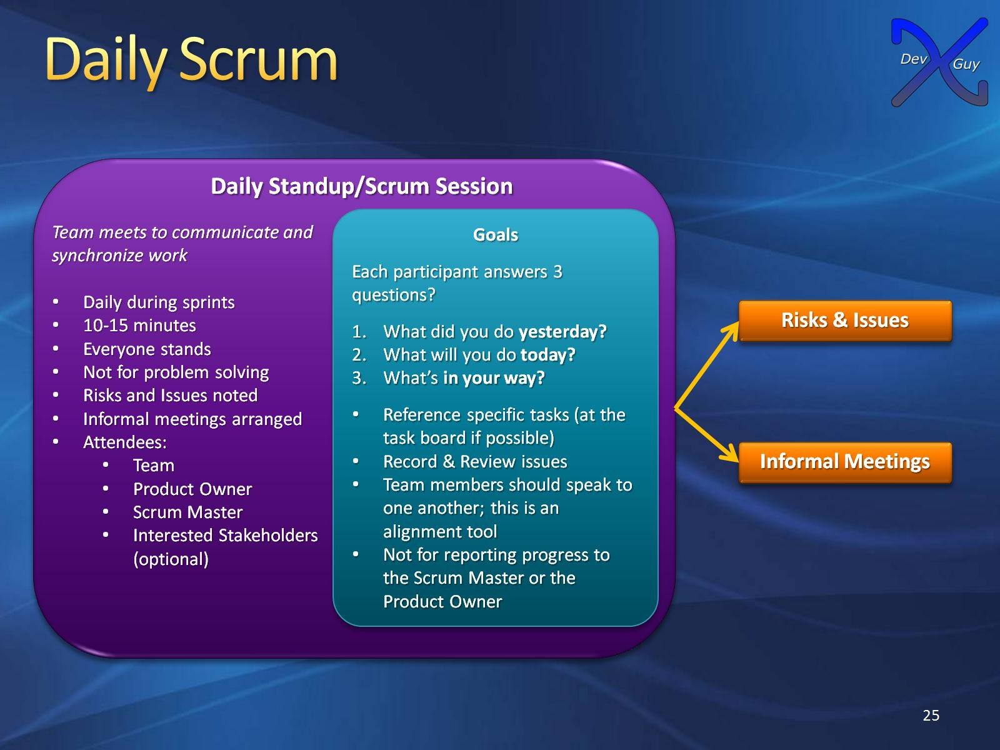 Daily Scrum
Dev Guy
Daily Standup/Scrum Session
Team meets to communicate and
synchronize work
• Daily during sprints
• 10-15 minutes
• Everyone stands
• Not for problem solving
• Risks and Issues noted
• Informal meetings arranged
• Attendees:
• Team
• Product Owner
• Scrum Master
• Interested Stakeholders
(optional)
Goals
Each participant answers 3
questions?
1. What did you do yesterday?
2. What will you do today?
3. What’s in your way?
• Reference specific tasks (at the
task board if possible)
• Record & Review issues
• Team members should speak to
one another; this is an
alignment tool
• Not for reporting progress to
the Scrum Master or the
Product Owner
Risks & Issues
Informal Meetings
25